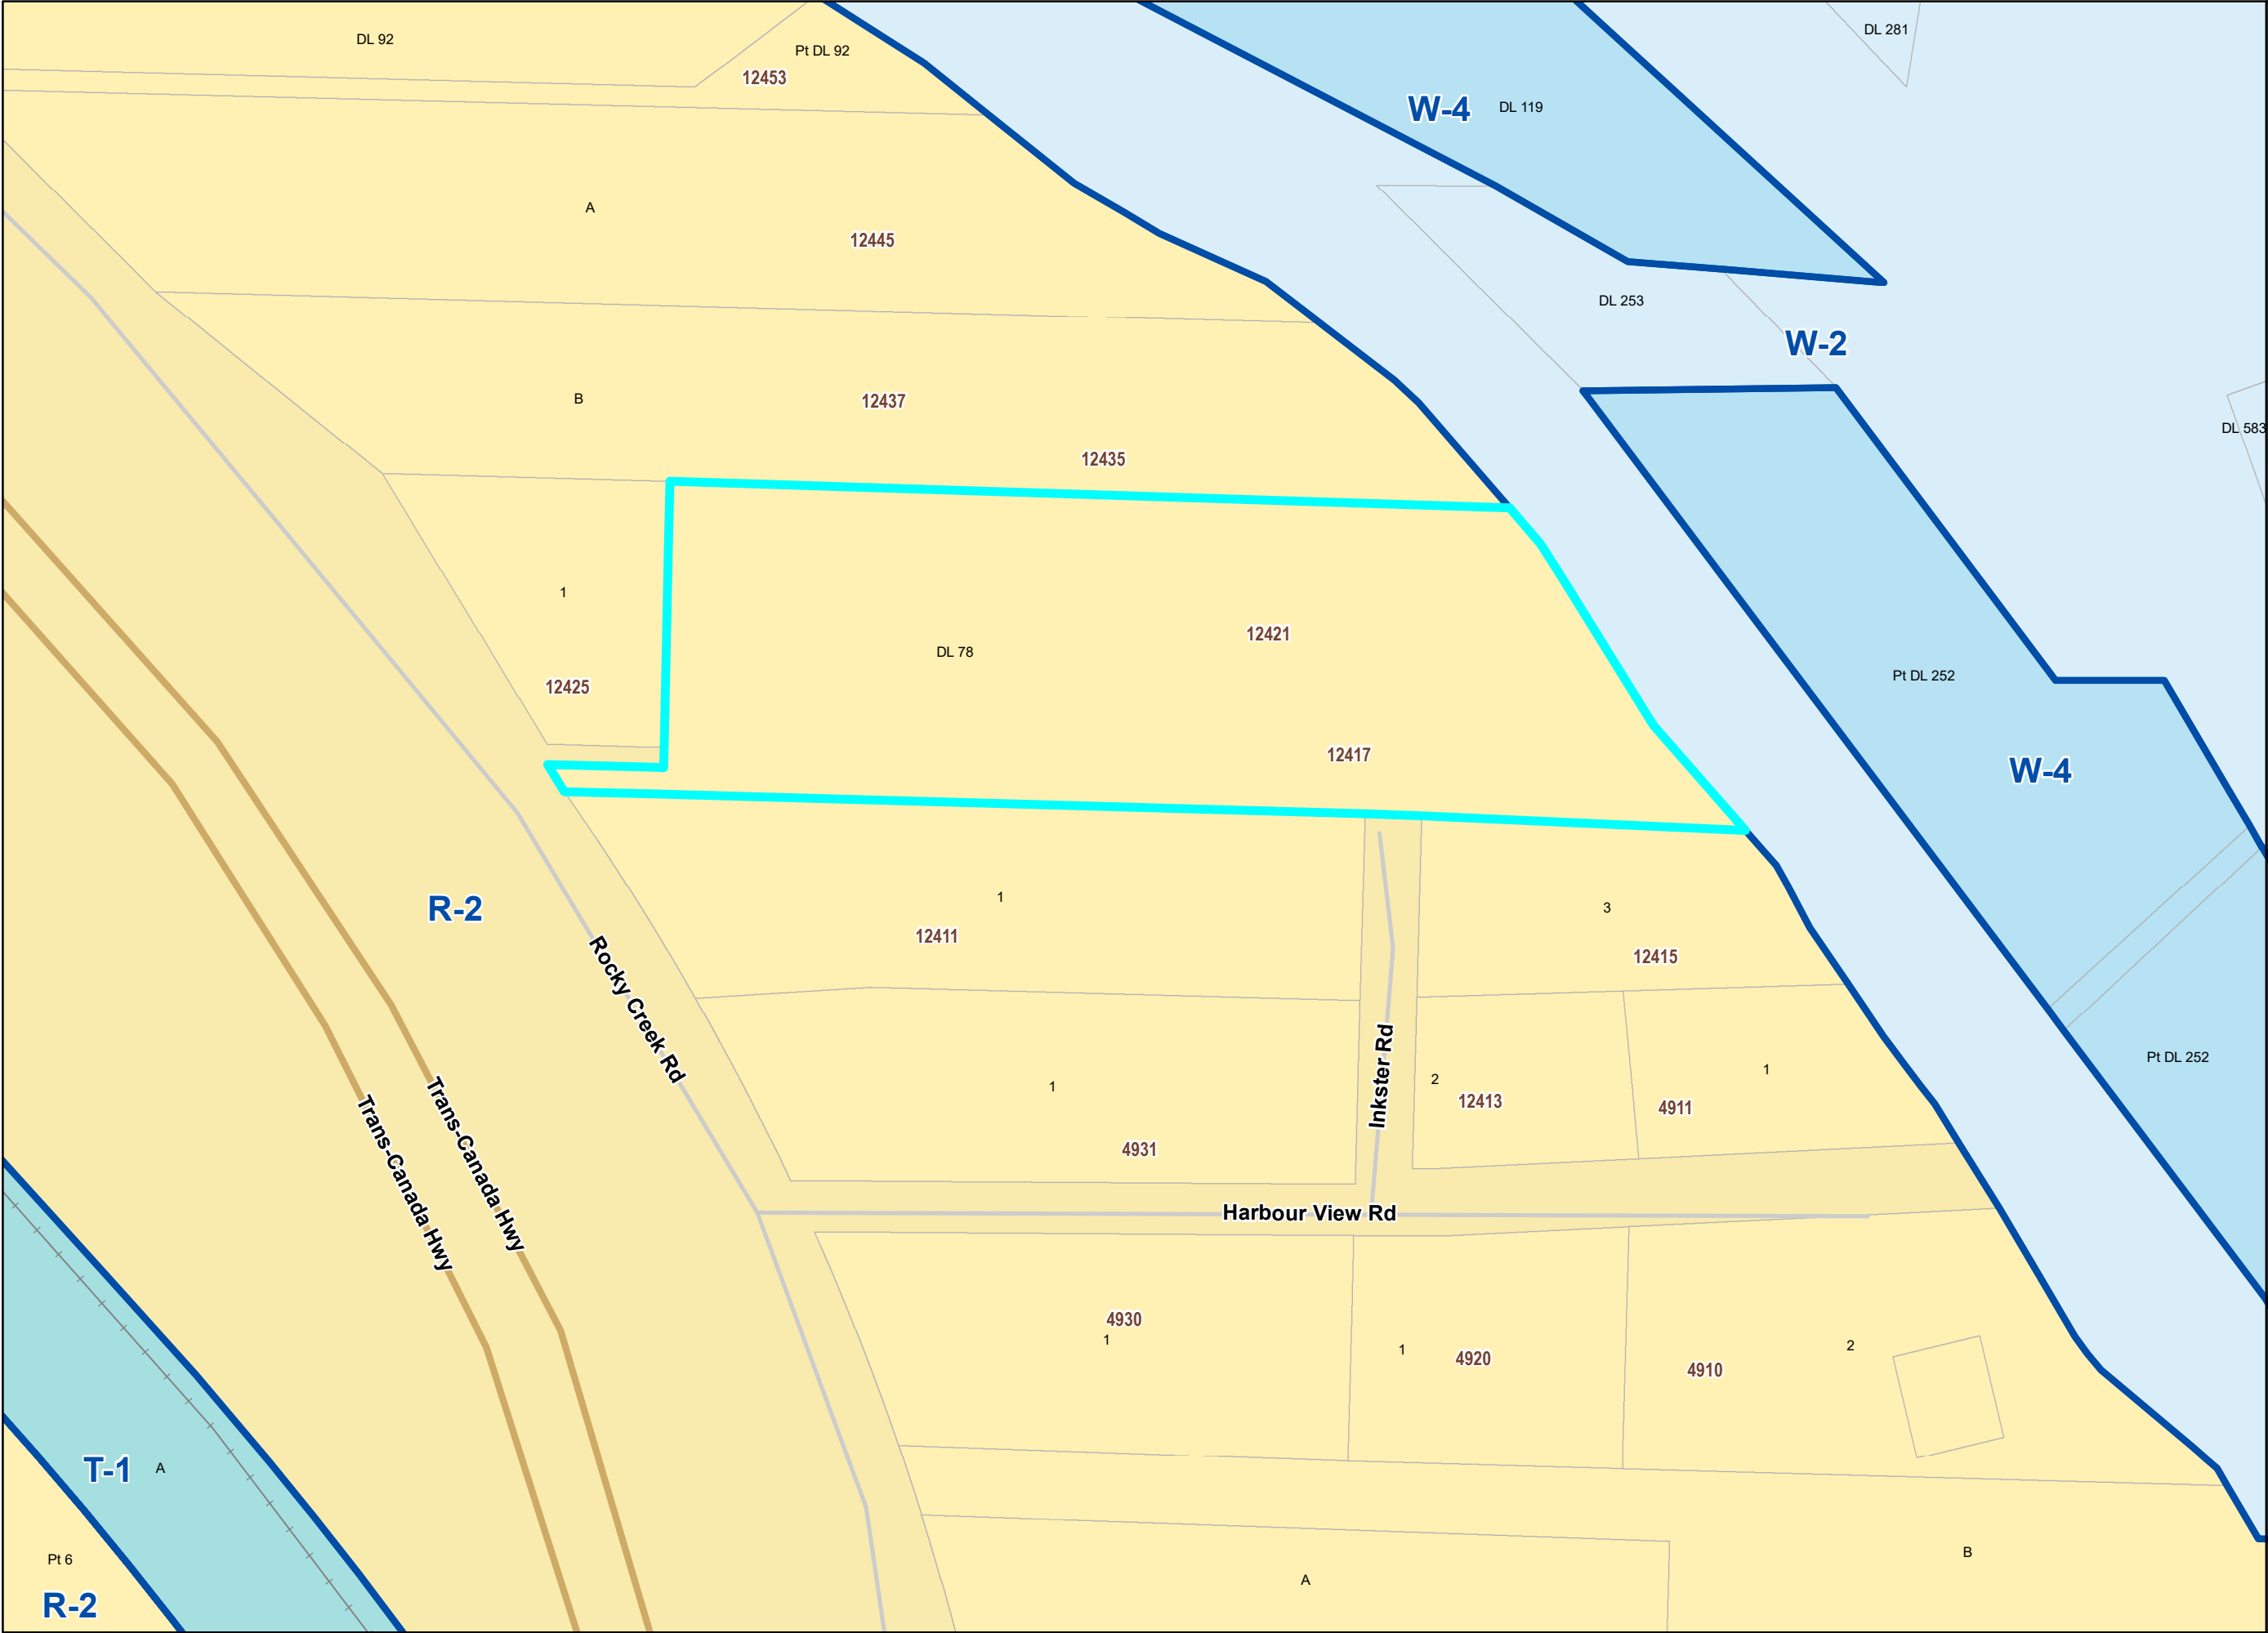 DL 92
Pt DL 92
12453
DL 281
W-4
DL 119
A
12445
DL 253
W-2
B
12437
DL 583
12435
1
12421
DL 78
12425
Pt DL 252
12417
W-4
1
3
R-2
12411
12415
Rocky Creek Rd
Inkster Rd
Pt DL 252
1
2
1
12413
4911
4931
Trans-Canada Hwy
Trans-Canada Hwy
Harbour View Rd
4930
1
1
4920
2
4910
T-1
A
Pt 6
B
A
R-2